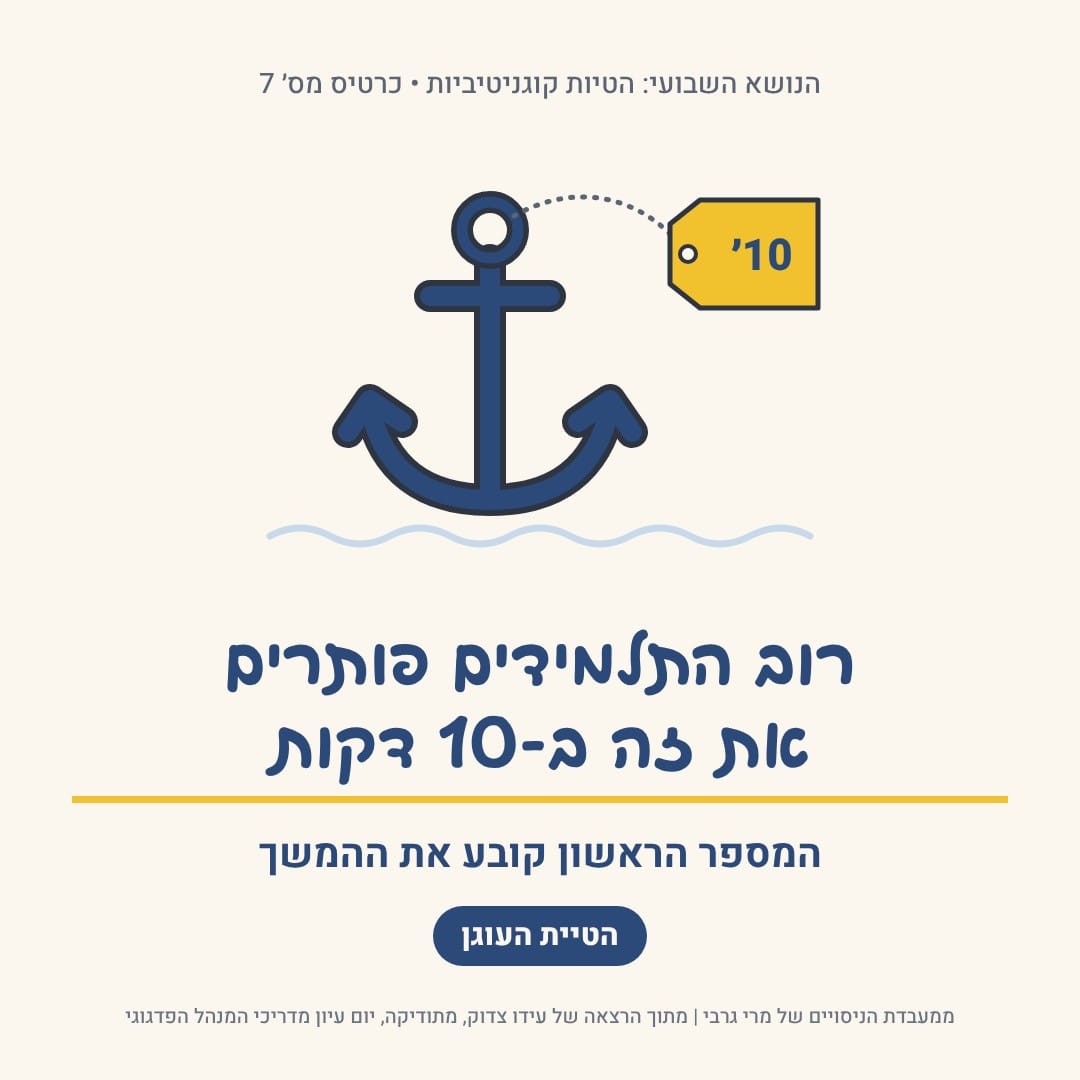 הנושא השבועי: הטיות קוגניטיביות • כרטיס מס׳ 7
10׳
רוב התלמידים פותרים
את זה ב-10 דקות
המספר הראשון קובע את ההמשך
הטיית העוגן
ממעבדת הניסויים של מרי גרבי | מתוך הרצאה של עידו צדוק, מתודיקה, יום עיון מדריכי המנהל הפדגוגי